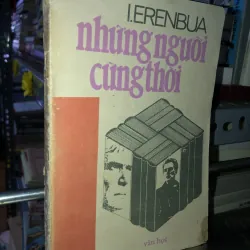 I.ERENBUA
những người
cùng thời
văn học